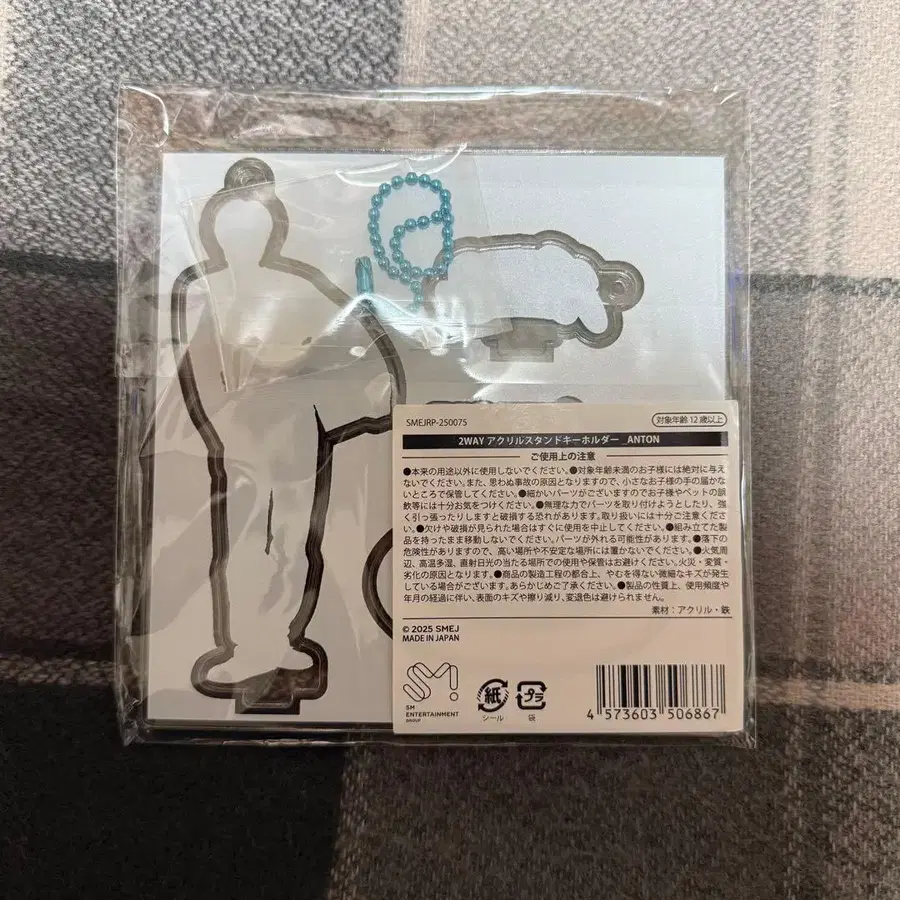 SMEJRP-250075
対象年齢 12 歳以上
2WAY アクリルスタンドキーホルダー _ANTON
ご使用上の注意
●本来の用途以外に使用しないでください。●対象年齢未満のお子様には絶対に与え
ないでください。また、思わぬ事故の原因となりますので、小さなお子様の手の届かな
いところで保管してください。●細かいパーツがございますのでお子様やペットの誤
飲等には十分お気をつけください。●無理な力でパーツを取り付けようとしたり、強
く引っ張ったりしますと破損する恐れがあります。取り扱いには十分ご注意くださ
い。●欠けや破損が見られた場合はすぐに使用を中止してください。●組み立てた製
品を持ったまま移動しないでください。パーツが外れる可能性があります。●落下の
危険性がありますので、高い場所や不安定な場所には置かないでください。●火気周
辺、高温多湿、直射日光の当たる場所での使用や保管はお避けください。火災・変質・
劣化の原因となります。●商品の製造工程の都合上、やむを得ない微細なキズが発生
している場合がございます。あらかじめご了承ください。●製品の性質上、使用頻度や
年月の経過に伴い、表面のキズや擦り減り、変退色は避けられません。
素材：アクリル・鉄
© 2025 SMEJ
MADE IN JAPAN
SM
SM
ENTERTAINMENT
GROUP
紙
シール
プラ
袋
4 573603 506867